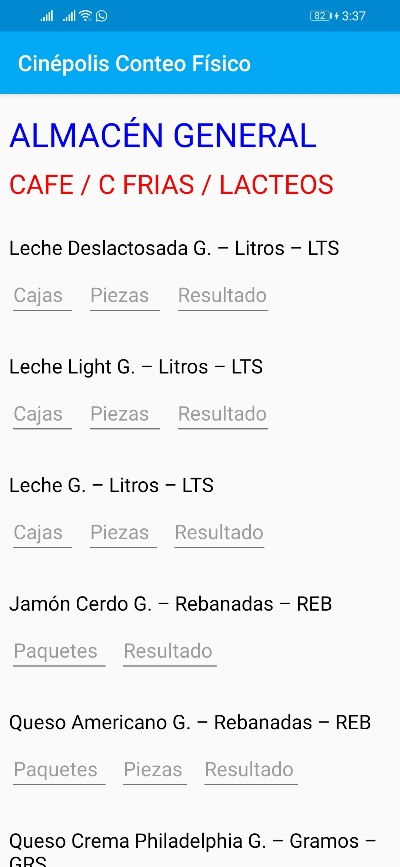 82 3:37
Cinépolis Conteo Físico
ALMACÉN GENERAL
CAFE / C FRIAS / LACTEOS
Leche Deslactosada G. – Litros – LTS
Cajas Piezas Resultado
Leche Light G. – Litros – LTS
Cajas Piezas Resultado
Leche G. – Litros – LTS
Cajas Piezas Resultado
Jamón Cerdo G. – Rebanadas – REB
Paquetes Resultado
Queso Americano G. – Rebanadas – REB
Paquetes Piezas Resultado
Queso Crema Philadelphia G. – Gramos –
GRS